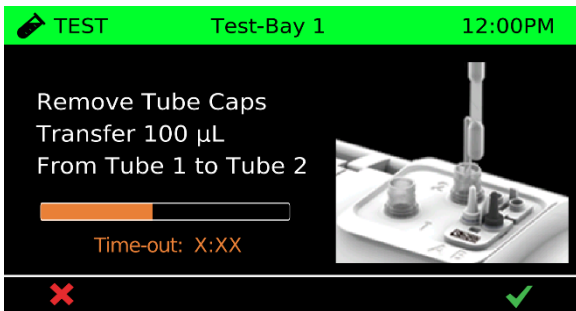 TEST
Test-Bay 1
12:00PM
Remove Tube Caps
Transfer 100 µL
From Tube 1 to Tube 2
Time-out: X:XX
1